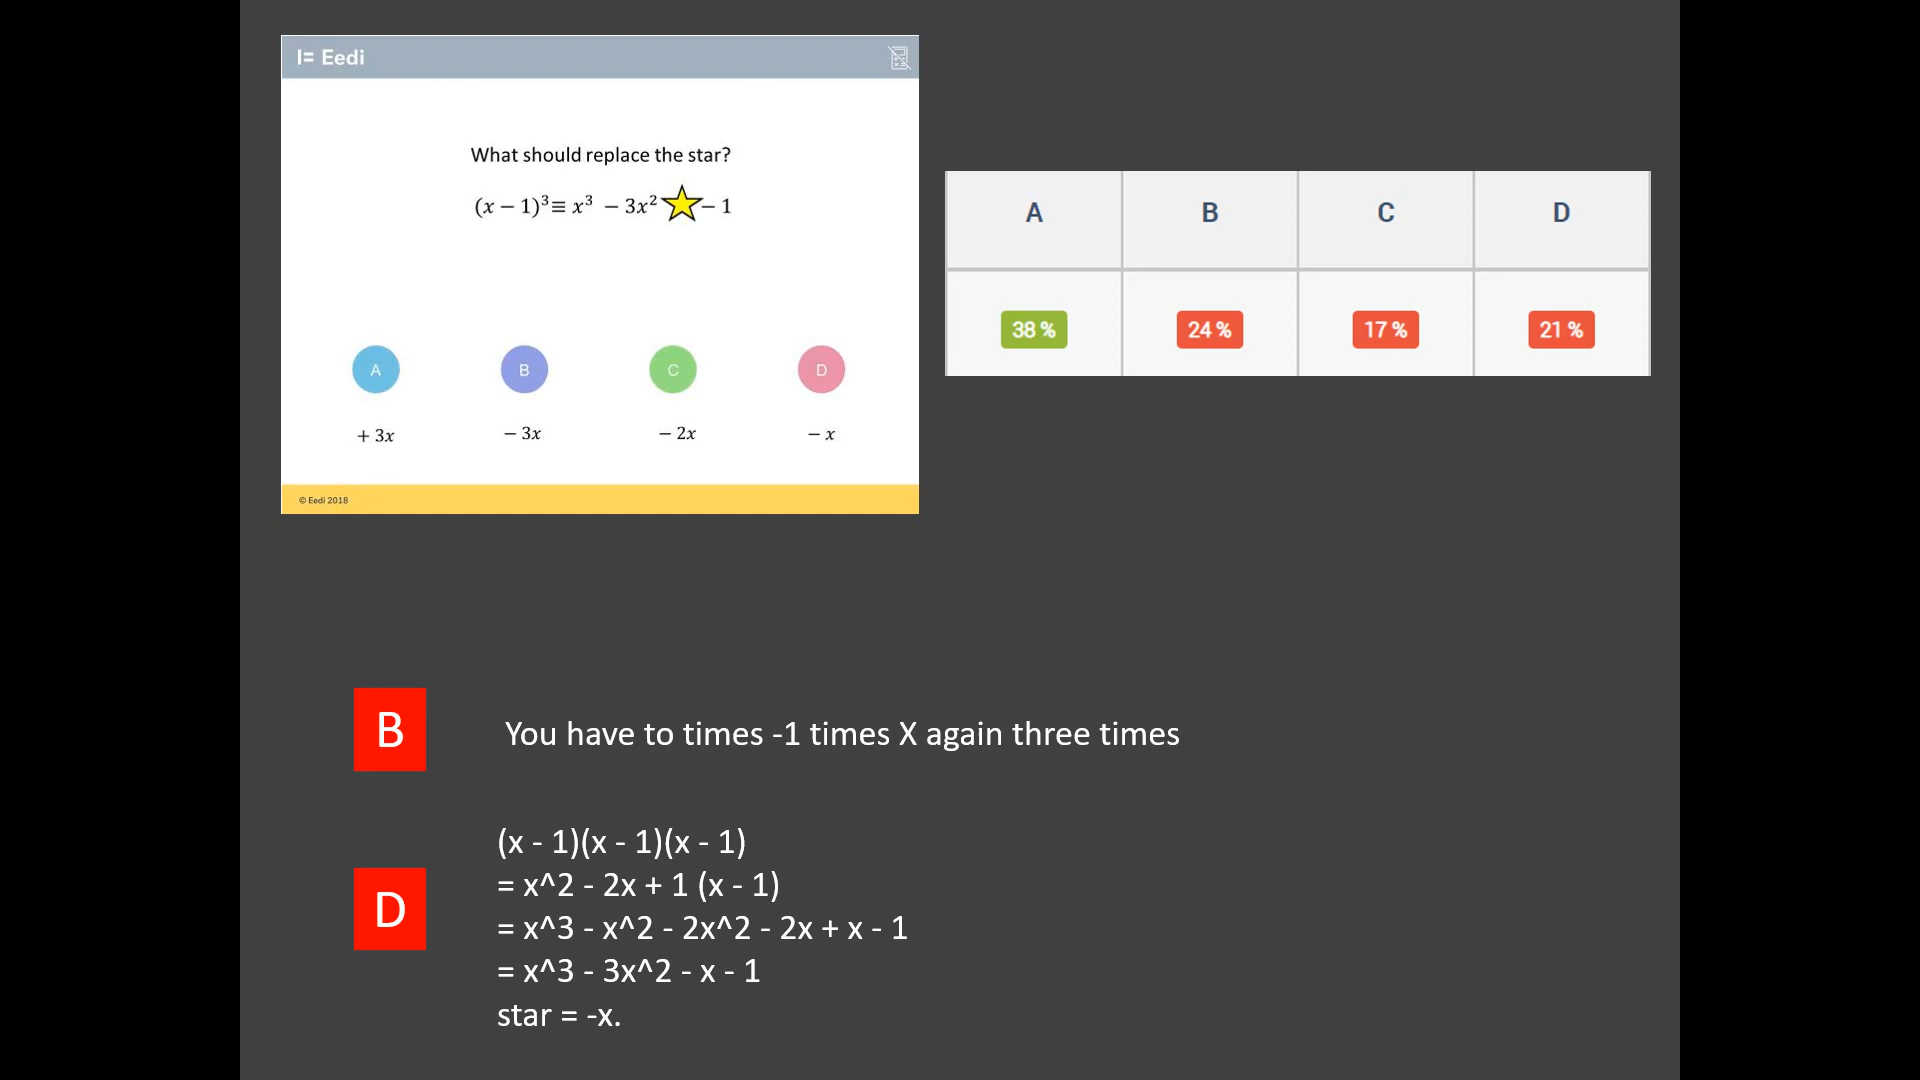 I= Eedi
What should replace the star?
(x − 1)³ ≡ x³ − 3x² ★ − 1
A B C D
+ 3x − 3x − 2x − x
© Eedi 2018
A B C D
38 % 24 % 17 % 21 %
B You have to times -1 times X again three times
D
(x - 1)(x - 1)(x - 1)
= x^2 - 2x + 1 (x - 1)
= x^3 - x^2 - 2x^2 - 2x + x - 1
= x^3 - 3x^2 - x - 1
star = -x.